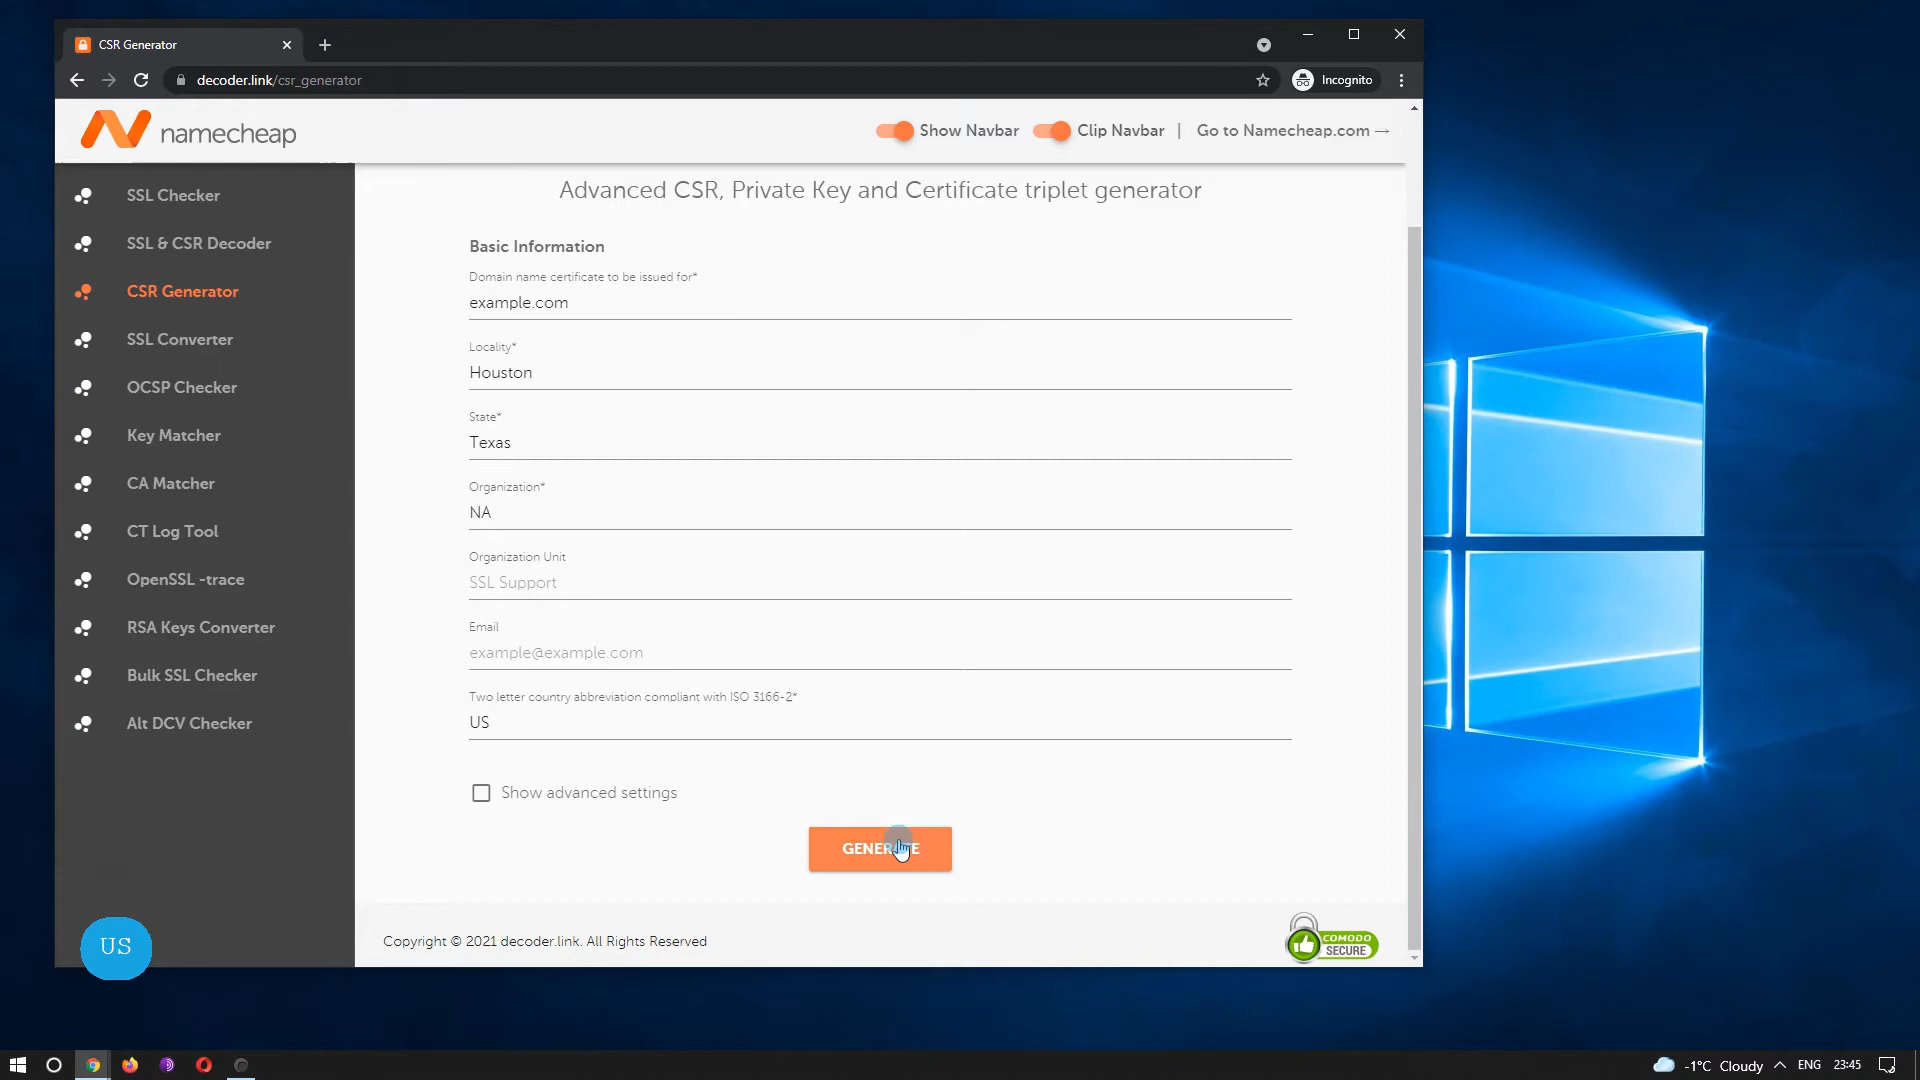 CSR Generator
decoder.link/csr_generator
Incognito
namecheap
Show Navbar
Clip Navbar
|
Go to Namecheap.com →
SSL Checker
SSL & CSR Decoder
CSR Generator
SSL Converter
OCSP Checker
Key Matcher
CA Matcher
CT Log Tool
OpenSSL -trace
RSA Keys Converter
Bulk SSL Checker
Alt DCV Checker
US
Advanced CSR, Private Key and Certificate triplet generator
Basic Information
Domain name certificate to be issued for*
example.com
Locality*
Houston
State*
Texas
Organization*
NA
Organization Unit
SSL Support
Email
example@example.com
Two letter country abbreviation compliant with ISO 3166-2*
US
Show advanced settings
GENERATE
Copyright © 2021 decoder.link. All Rights Reserved
COMODO
SECURE
-1°C Cloudy
ENG
23:45